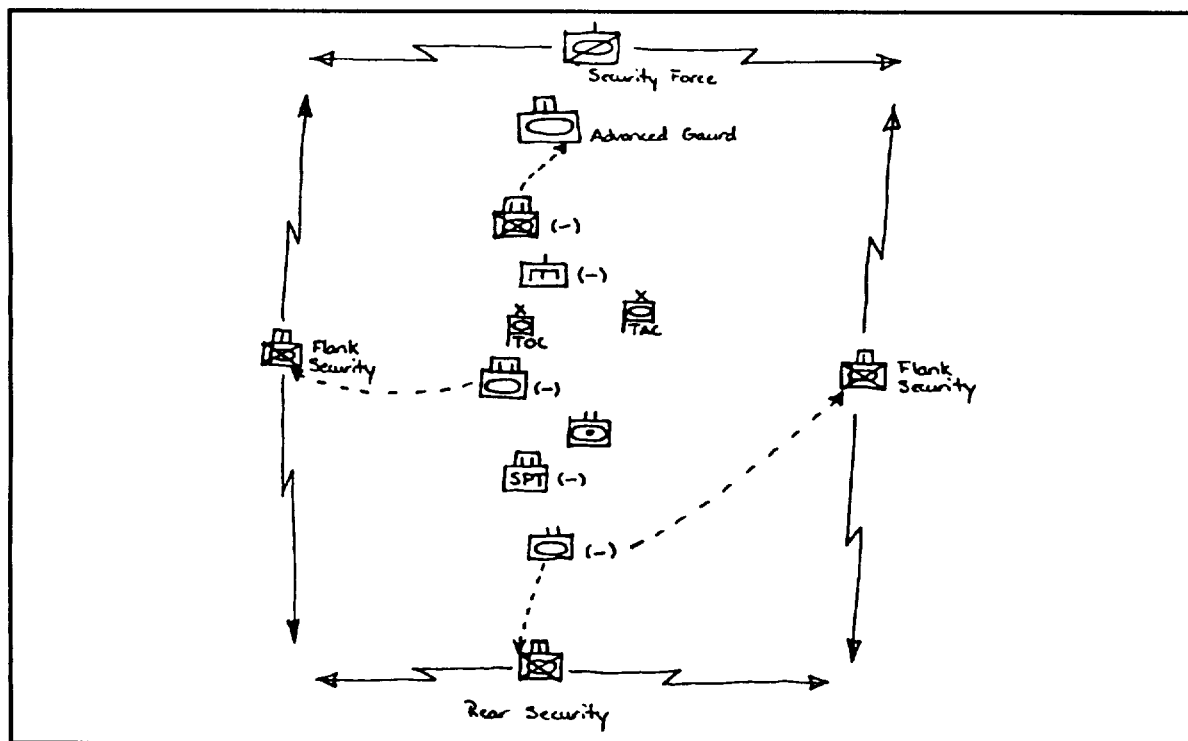 Security Force
Advanced Gaurd
(-)
(-)
X
TOC
X
TAC
Flank
Security
(-)
Flank
Security
SPT (-)
(-)
Rear Security